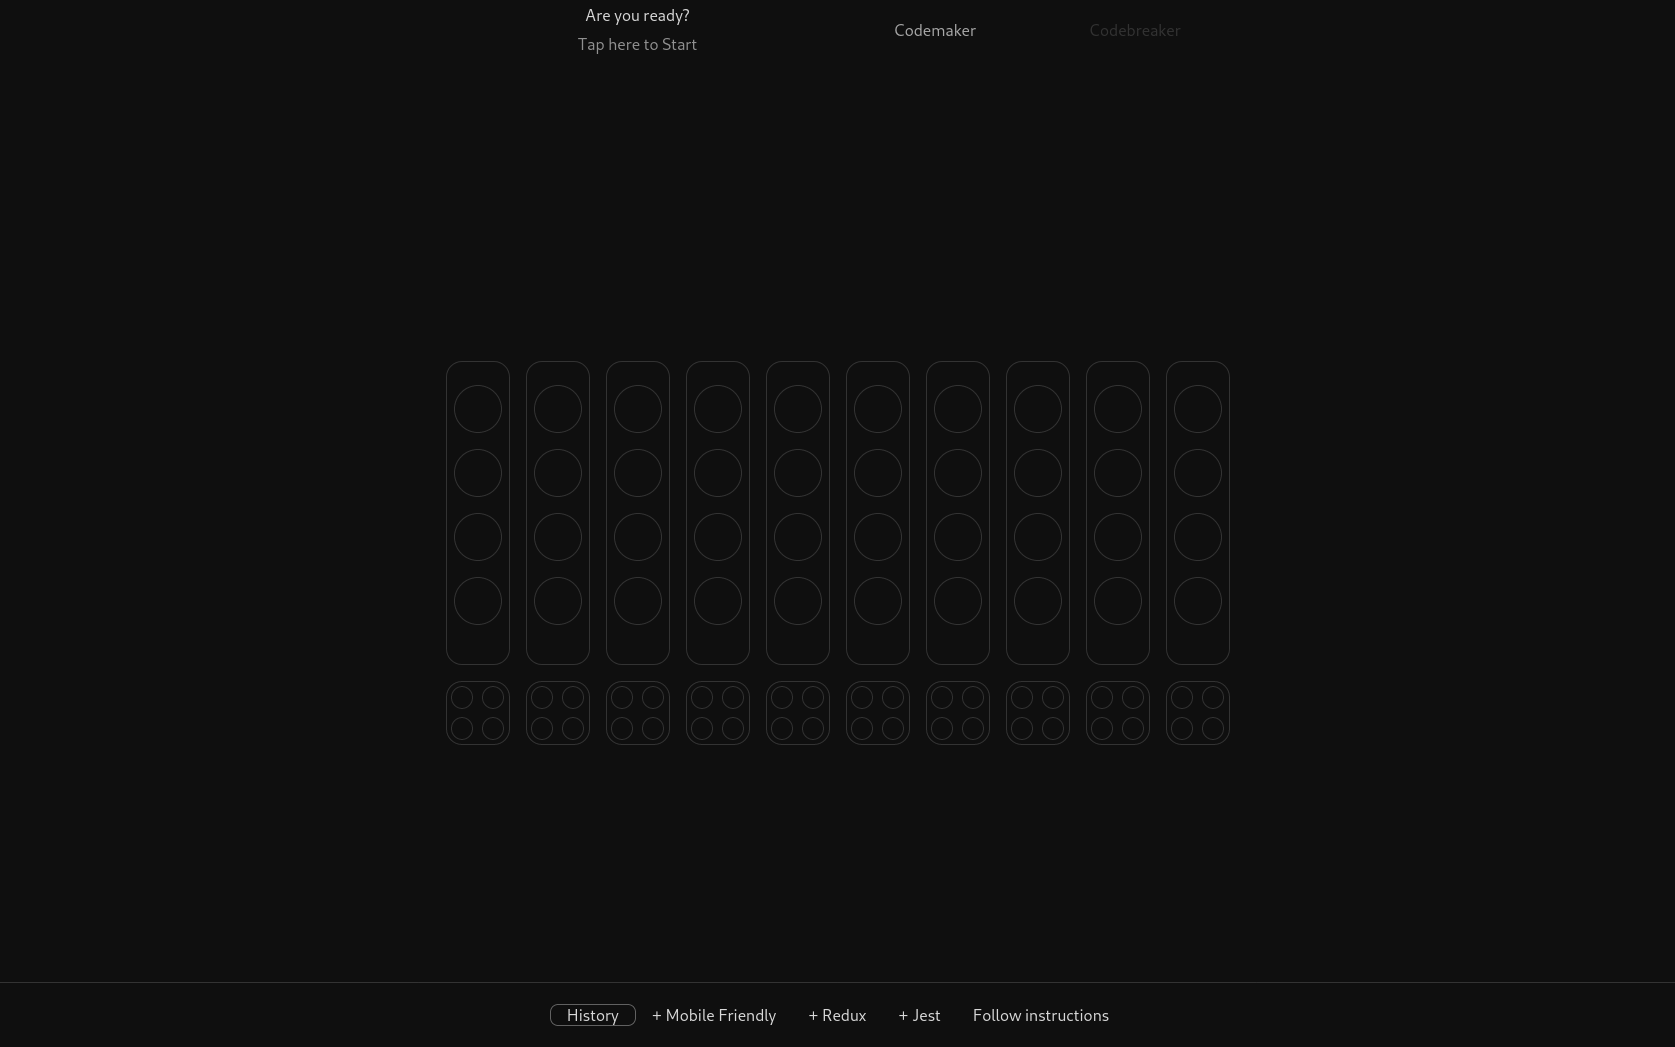 Are you ready?
Tap here to Start
Codemaker
Codebreaker
History
+ Mobile Friendly
+ Redux
+ Jest
Follow instructions